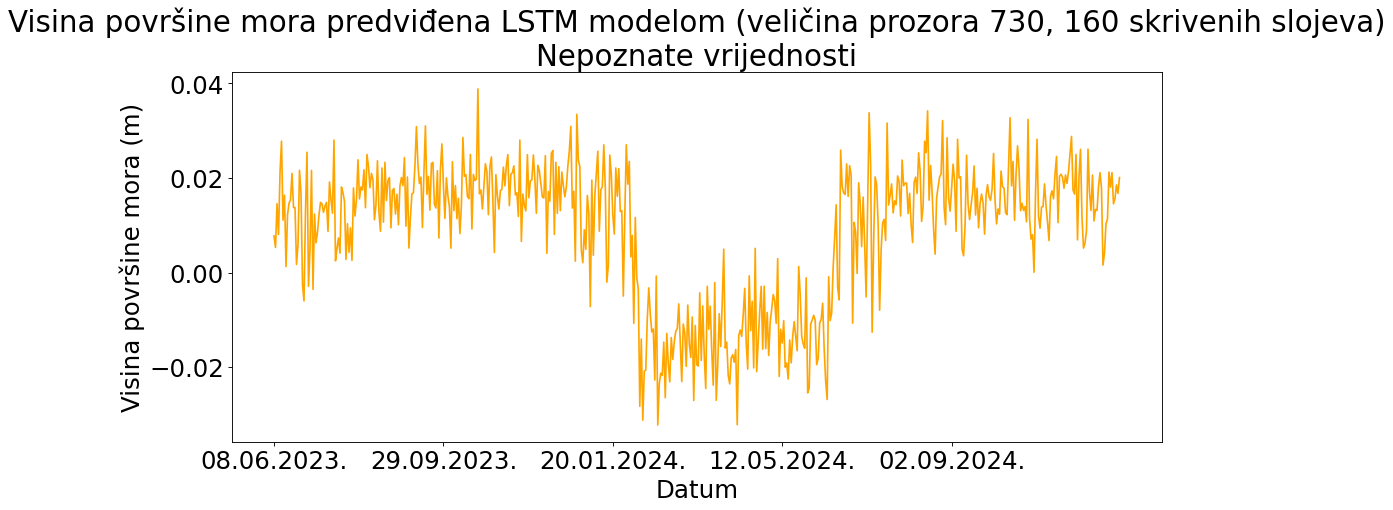 Visina površine mora predviđena LSTM modelom (veličina prozora 730, 160 skrivenih slojeva)
Nepoznate vrijednosti
Visina površine mora (m)
0.04
0.02
0.00
−0.02
08.06.2023. 29.09.2023. 20.01.2024. 12.05.2024. 02.09.2024.
Datum